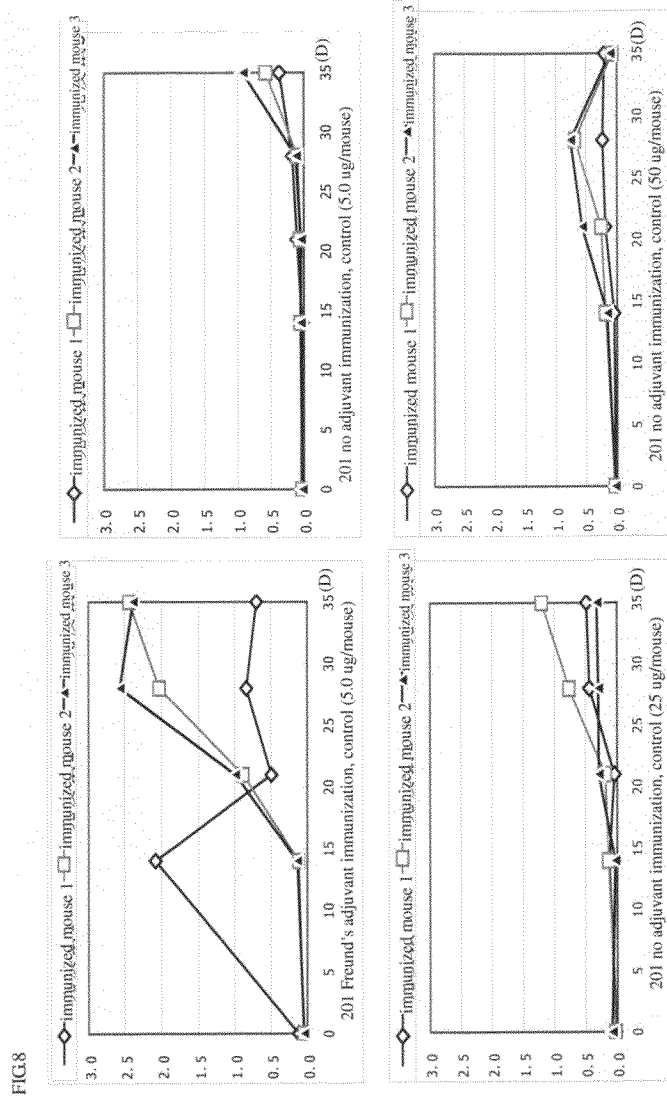 FIG.8
immunized mouse 1 immunized mouse 2 immunized mouse 3
3.0
2.5
2.0
1.5
1.0
0.5
0.0
0 5 10 15 20 25 30 35(D)
201 Freund's adjuvant immunization, control (5.0 ug/mouse)
immunized mouse 1 immunized mouse 2 immunized mouse 3
3.0
2.5
2.0
1.5
1.0
0.5
0.0
0 5 10 15 20 25 30 35(D)
201 no adjuvant immunization, control (5.0 ug/mouse)
immunized mouse 1 immunized mouse 2 immunized mouse 3
3.0
2.5
2.0
1.5
1.0
0.5
0.0
0 5 10 15 20 25 30 35(D)
201 no adjuvant immunization, control (25 ug/mouse)
immunized mouse 1 immunized mouse 2 immunized mouse 3
3.0
2.5
2.0
1.5
1.0
0.5
0.0
0 5 10 15 20 25 30 35(D)
201 no adjuvant immunization, control (50 ug/mouse)